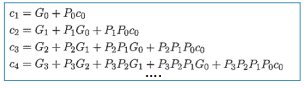 c₁ = G₀ + P₀c₀
c₂ = G₁ + P₁G₀ + P₁P₀c₀
c₃ = G₂ + P₂G₁ + P₂P₁G₀ + P₂P₁P₀c₀
c₄ = G₃ + P₃G₂ + P₃P₂G₁ + P₃P₂P₁G₀ + P₃P₂P₁P₀c₀
....